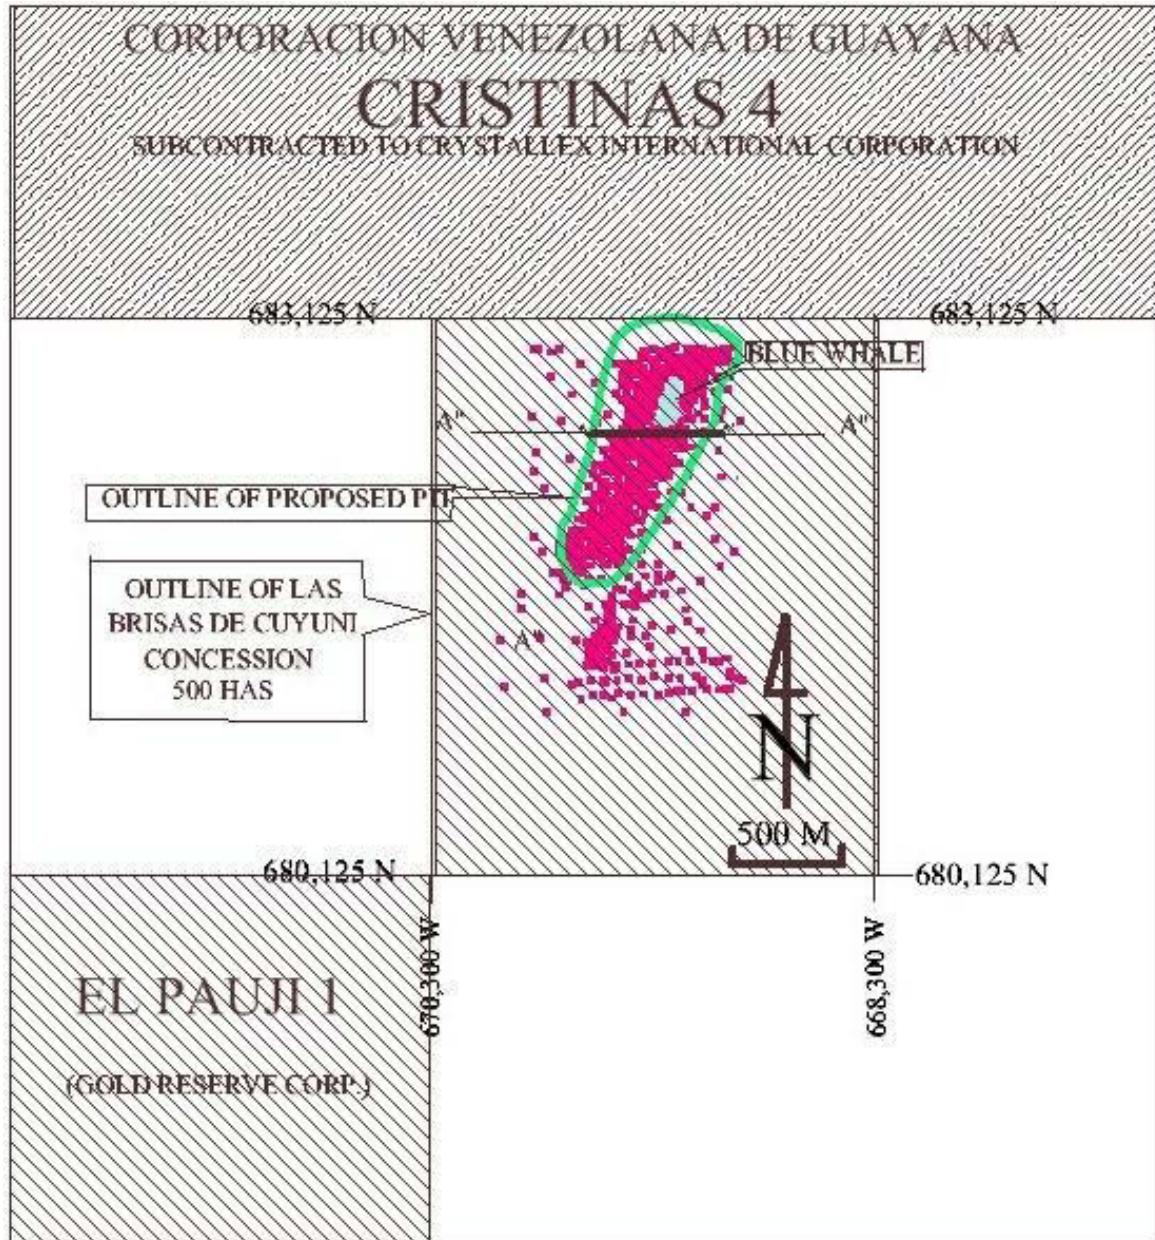 CORPORACION VENEZOLANA DE GUAYANA
CRISTINAS 4
SUBCONTRACTED TO CRYSTALLEX INTERNATIONAL CORPORATION
683,125 N
683,125 N
BLUE WHALE
A"
A"
OUTLINE OF PROPOSED PIT
OUTLINE OF LAS
BRISAS DE CUYUNI
CONCESSION
500 HAS
A"
N
500 M
680,125 N
680,125 N
670,300 W
668,300 W
EL PAUJI 1
(GOLD RESERVE CORP.)